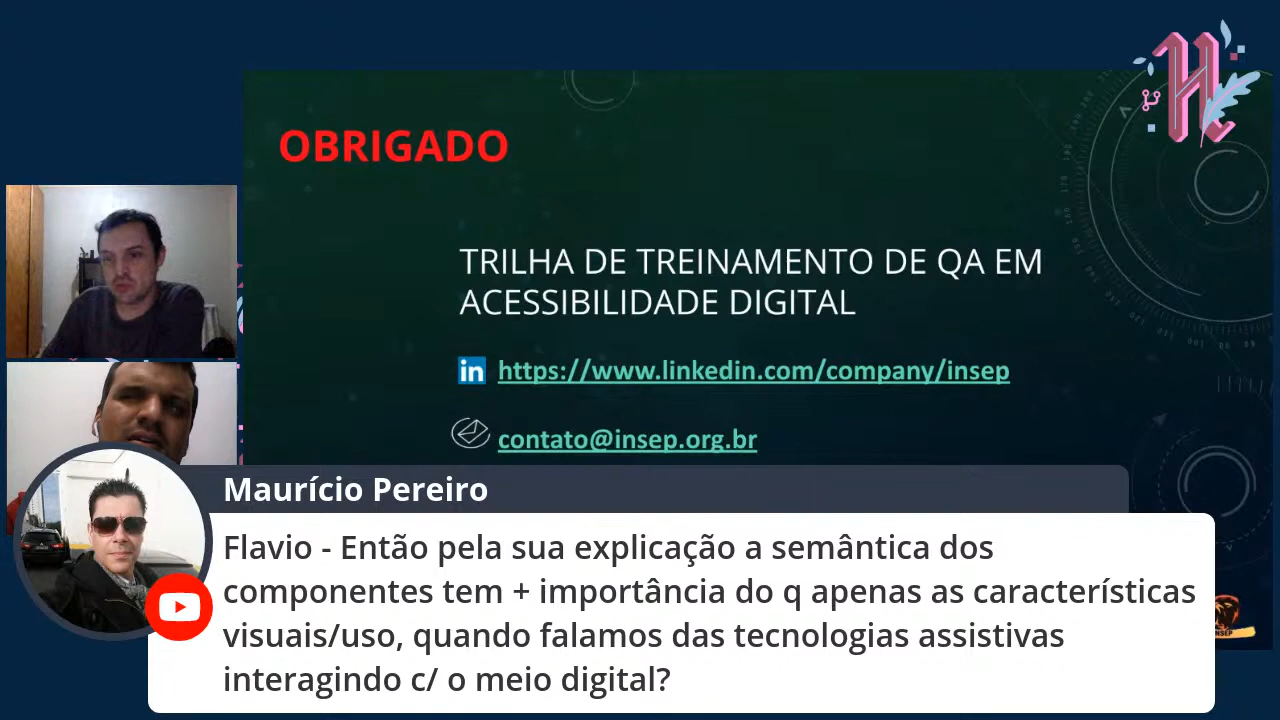 OBRIGADO
TRILHA DE TREINAMENTO DE QA EM
ACESSIBILIDADE DIGITAL
in https://www.linkedin.com/company/insep
contato@insep.org.br
Maurício Pereiro
Flavio - Então pela sua explicação a semântica dos
componentes tem + importância do q apenas as características
visuais/uso, quando falamos das tecnologias assistivas
interagindo c/ o meio digital?
INSEP